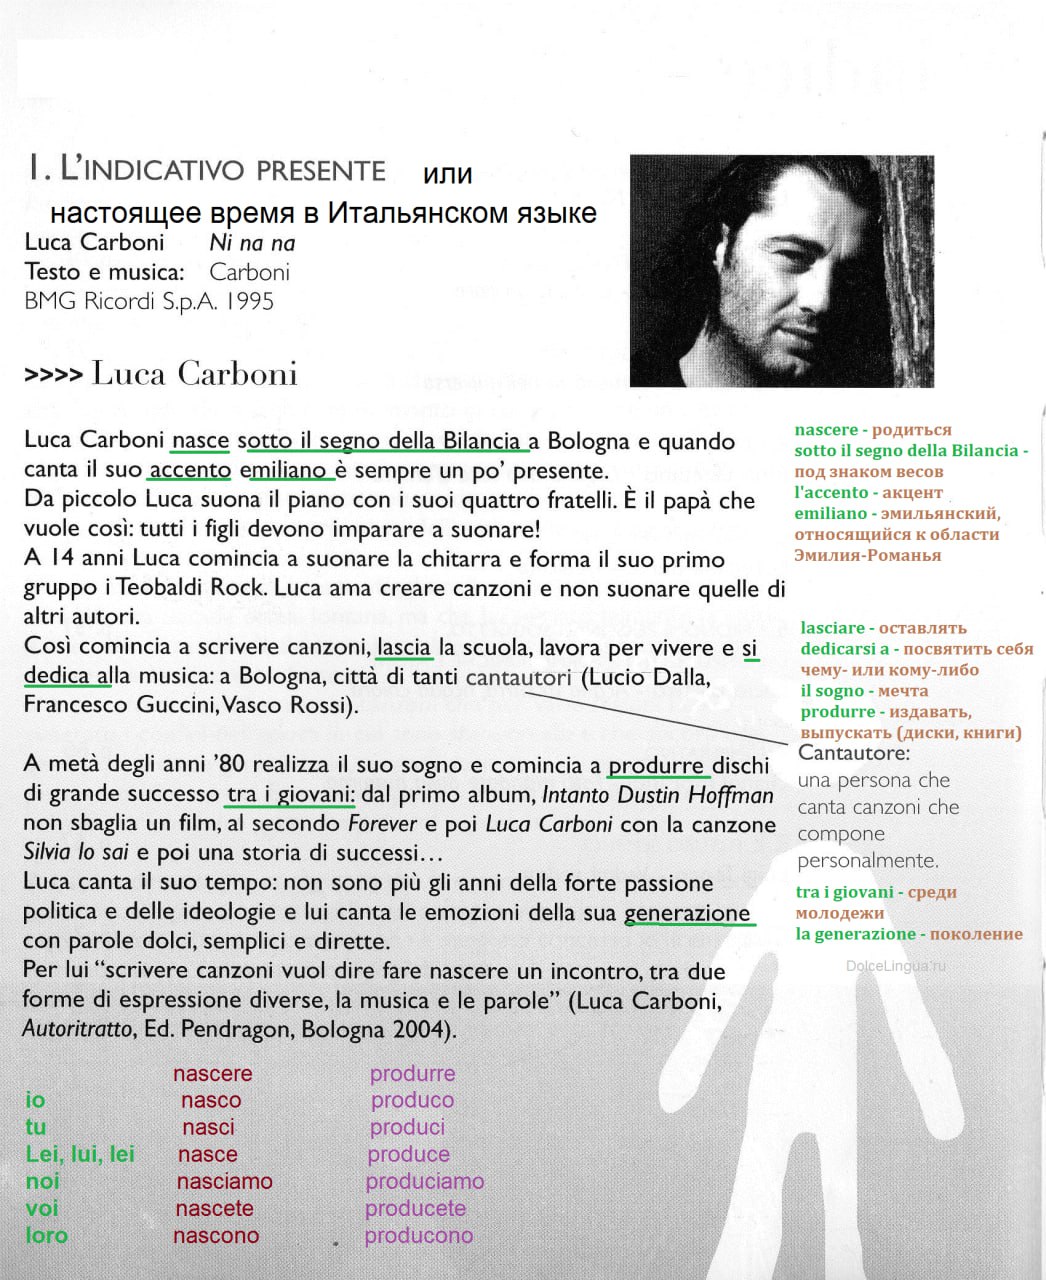 1. L'INDICATIVO PRESENTE или
настоящее время в Итальянском языке
Luca Carboni Ni na na
Testo e musica: Carboni
BMG Ricordi S.p.A. 1995
>>>> Luca Carboni
Luca Carboni nasce sotto il segno della Bilancia a Bologna e quando
canta il suo accento emiliano è sempre un po' presente.
Da piccolo Luca suona il piano con i suoi quattro fratelli. È il papà che
vuole così: tutti i figli devono imparare a suonare!
A 14 anni Luca comincia a suonare la chitarra e forma il suo primo
gruppo i Teobaldi Rock. Luca ama creare canzoni e non suonare quelle di
altri autori.
Così comincia a scrivere canzoni, lascia la scuola, lavora per vivere e si
dedica alla musica: a Bologna, città di tanti cantautori (Lucio Dalla,
Francesco Guccini, Vasco Rossi).
A metà degli anni '80 realizza il suo sogno e comincia a produrre dischi
di grande successo tra i giovani: dal primo album, Intanto Dustin Hoffman
non sbaglia un film, al secondo Forever e poi Luca Carboni con la canzone
Silvia lo sai e poi una storia di successi...
Luca canta il suo tempo: non sono più gli anni della forte passione
politica e delle ideologie e lui canta le emozioni della sua generazione
con parole dolci, semplici e dirette.
Per lui “scrivere canzoni vuol dire fare nascere un incontro, tra due
forme di espressione diverse, la musica e le parole” (Luca Carboni,
Autoritratto, Ed. Pendragon, Bologna 2004).
nascere - родиться
sotto il segno della Bilancia -
под знаком весов
l'accento - акцент
emiliano - эмильянский,
относящийся к области
Эмилия-Романья
lasciare - оставлять
dedicarsi a - посвятить себя
чему- или кому-либо
il sogno - мечта
produrre - издавать,
выпускать (диски, книги)
Cantautore:
una persona che
canta canzoni che
compone
personalmente.
tra i giovani - среди
молодежи
la generazione - поколение
DolceLingua.ru
nascere produrre
io nasco produco
tu nasci produci
Lei, lui, lei nasce produce
noi nasciamo produciamo
voi nascete producete
loro nascono producono